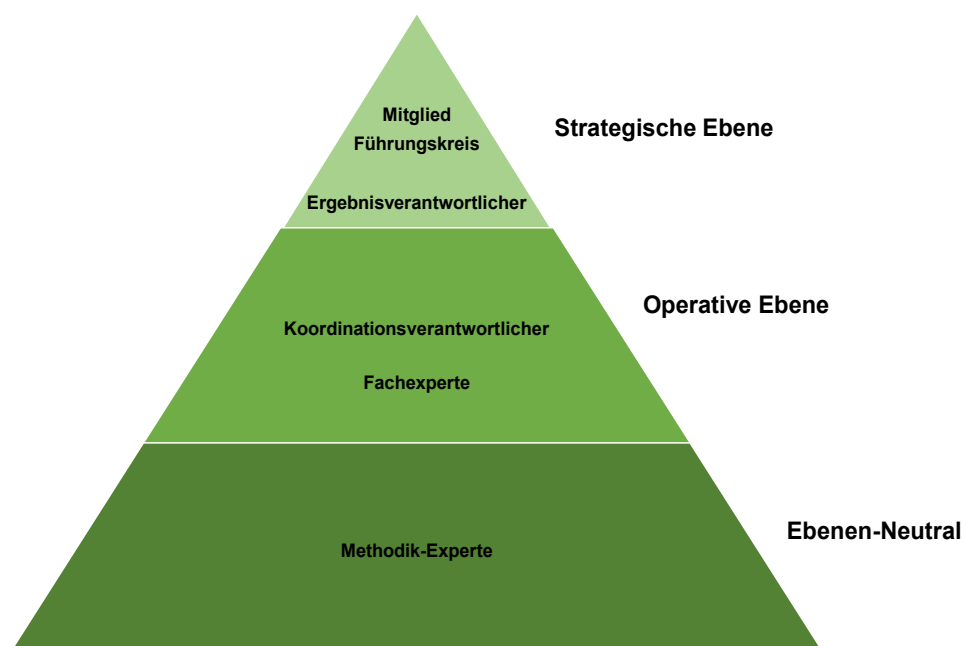 Mitglied
Führungskreis
Strategische Ebene
Ergebnisverantwortlicher
Operative Ebene
Koordinationsverantwortlicher
Fachexperte
Ebenen-Neutral
Methodik-Experte